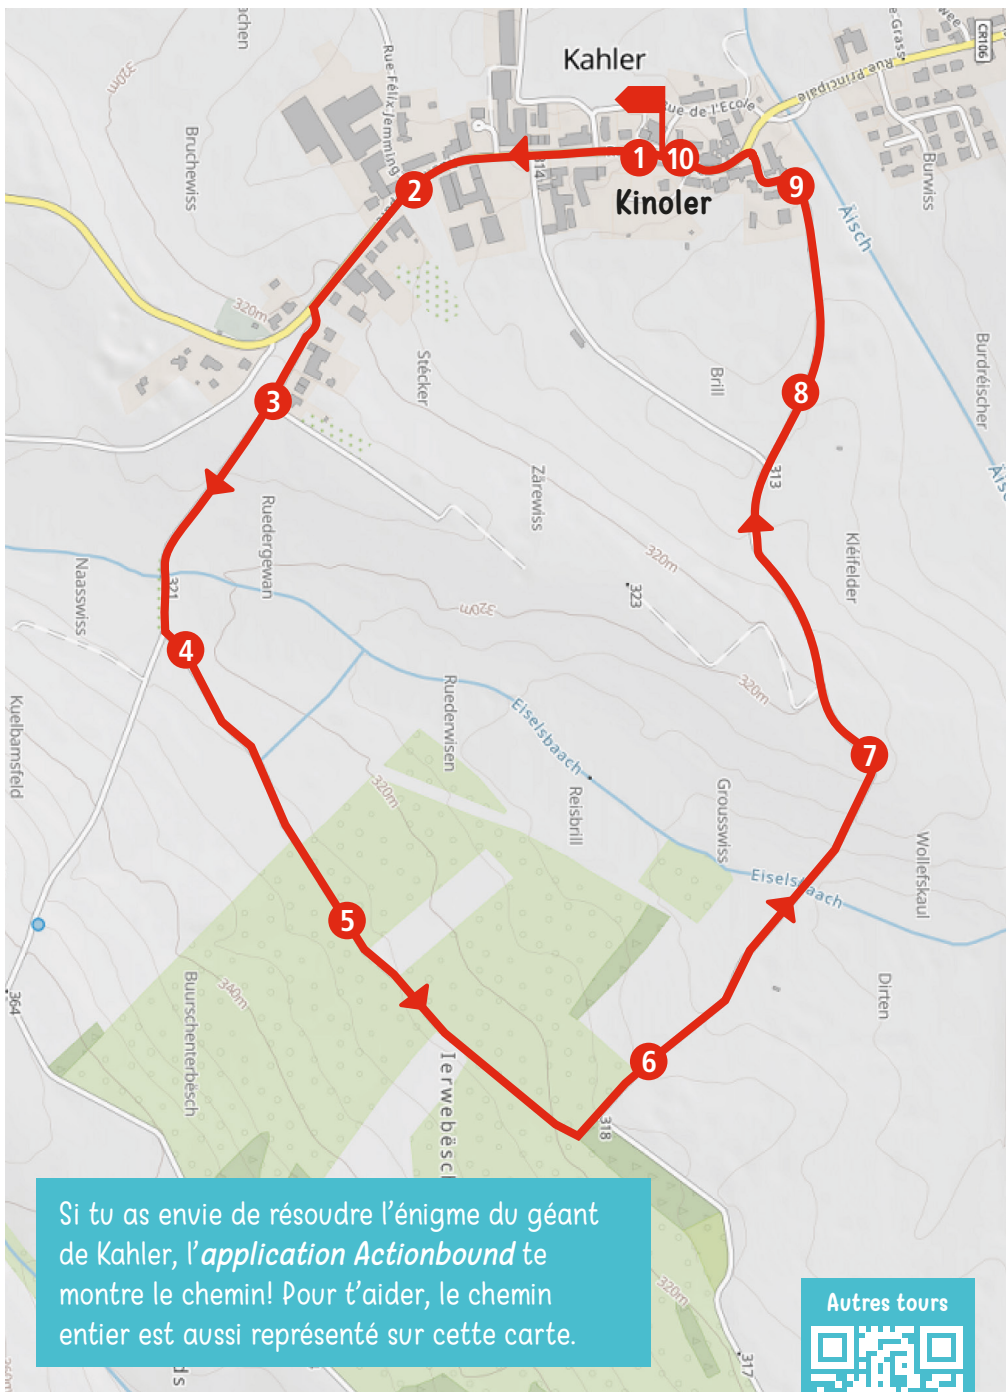 Kahler
CR106
Rue Principale
Rue de l'Ecole
Rue Félix Jemming
320m
Bruchewiss
Burwiss
1
10
2
314
9
Kinoler
Äisch
320m
Stécker
Brill
Burdréischer
3
8
313
Zärewiss
Ruedergewan
Kléifelder
Naasswiss
321
320m
323
320m
4
320m
Kuelbamsfeld
Ruederwisen
Eiselsbaach
7
320m
Reisbrill
Grousswiss
Wollefskaul
Eiselsbaach
5
364
340m
Buurschenterbësch
Dirten
6
Ierwebësch
318
320m
317
Si tu as envie de résoudre l'énigme du géant
de Kahler, l'application Actionbound te
montre le chemin! Pour t'aider, le chemin
entier est aussi représenté sur cette carte.
Autres tours